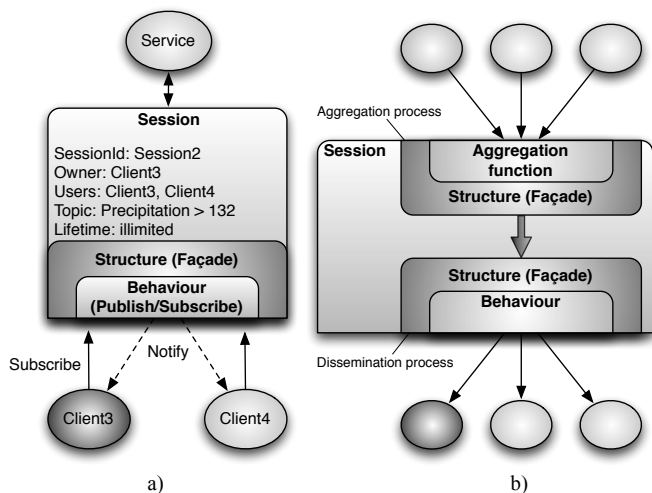 Service
Session
SessionId: Session2
Owner: Client3
Users: Client3, Client4
Topic: Precipitation > 132
Lifetime: illimited
Structure (Façade)
Behaviour
(Publish/Subscribe)
Subscribe
Notify
Client3
Client4
a)
Aggregation process
Session
Aggregation
function
Structure (Façade)
Structure (Façade)
Behaviour
Dissemination process
b)